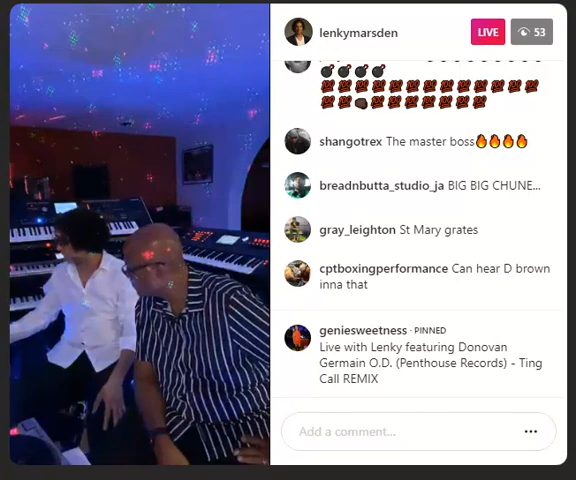 lenkymarsden
LIVE
53
shangotrex The master boss🔥🔥🔥🔥
breadnbutta_studio_ja BIG BIG CHUNE...
gray_leighton St Mary grates
cptboxingperformance Can hear D brown
inna that
geniesweetness · PINNED
Live with Lenky featuring Donovan
Germain O.D. (Penthouse Records) - Ting
Call REMIX
Add a comment...